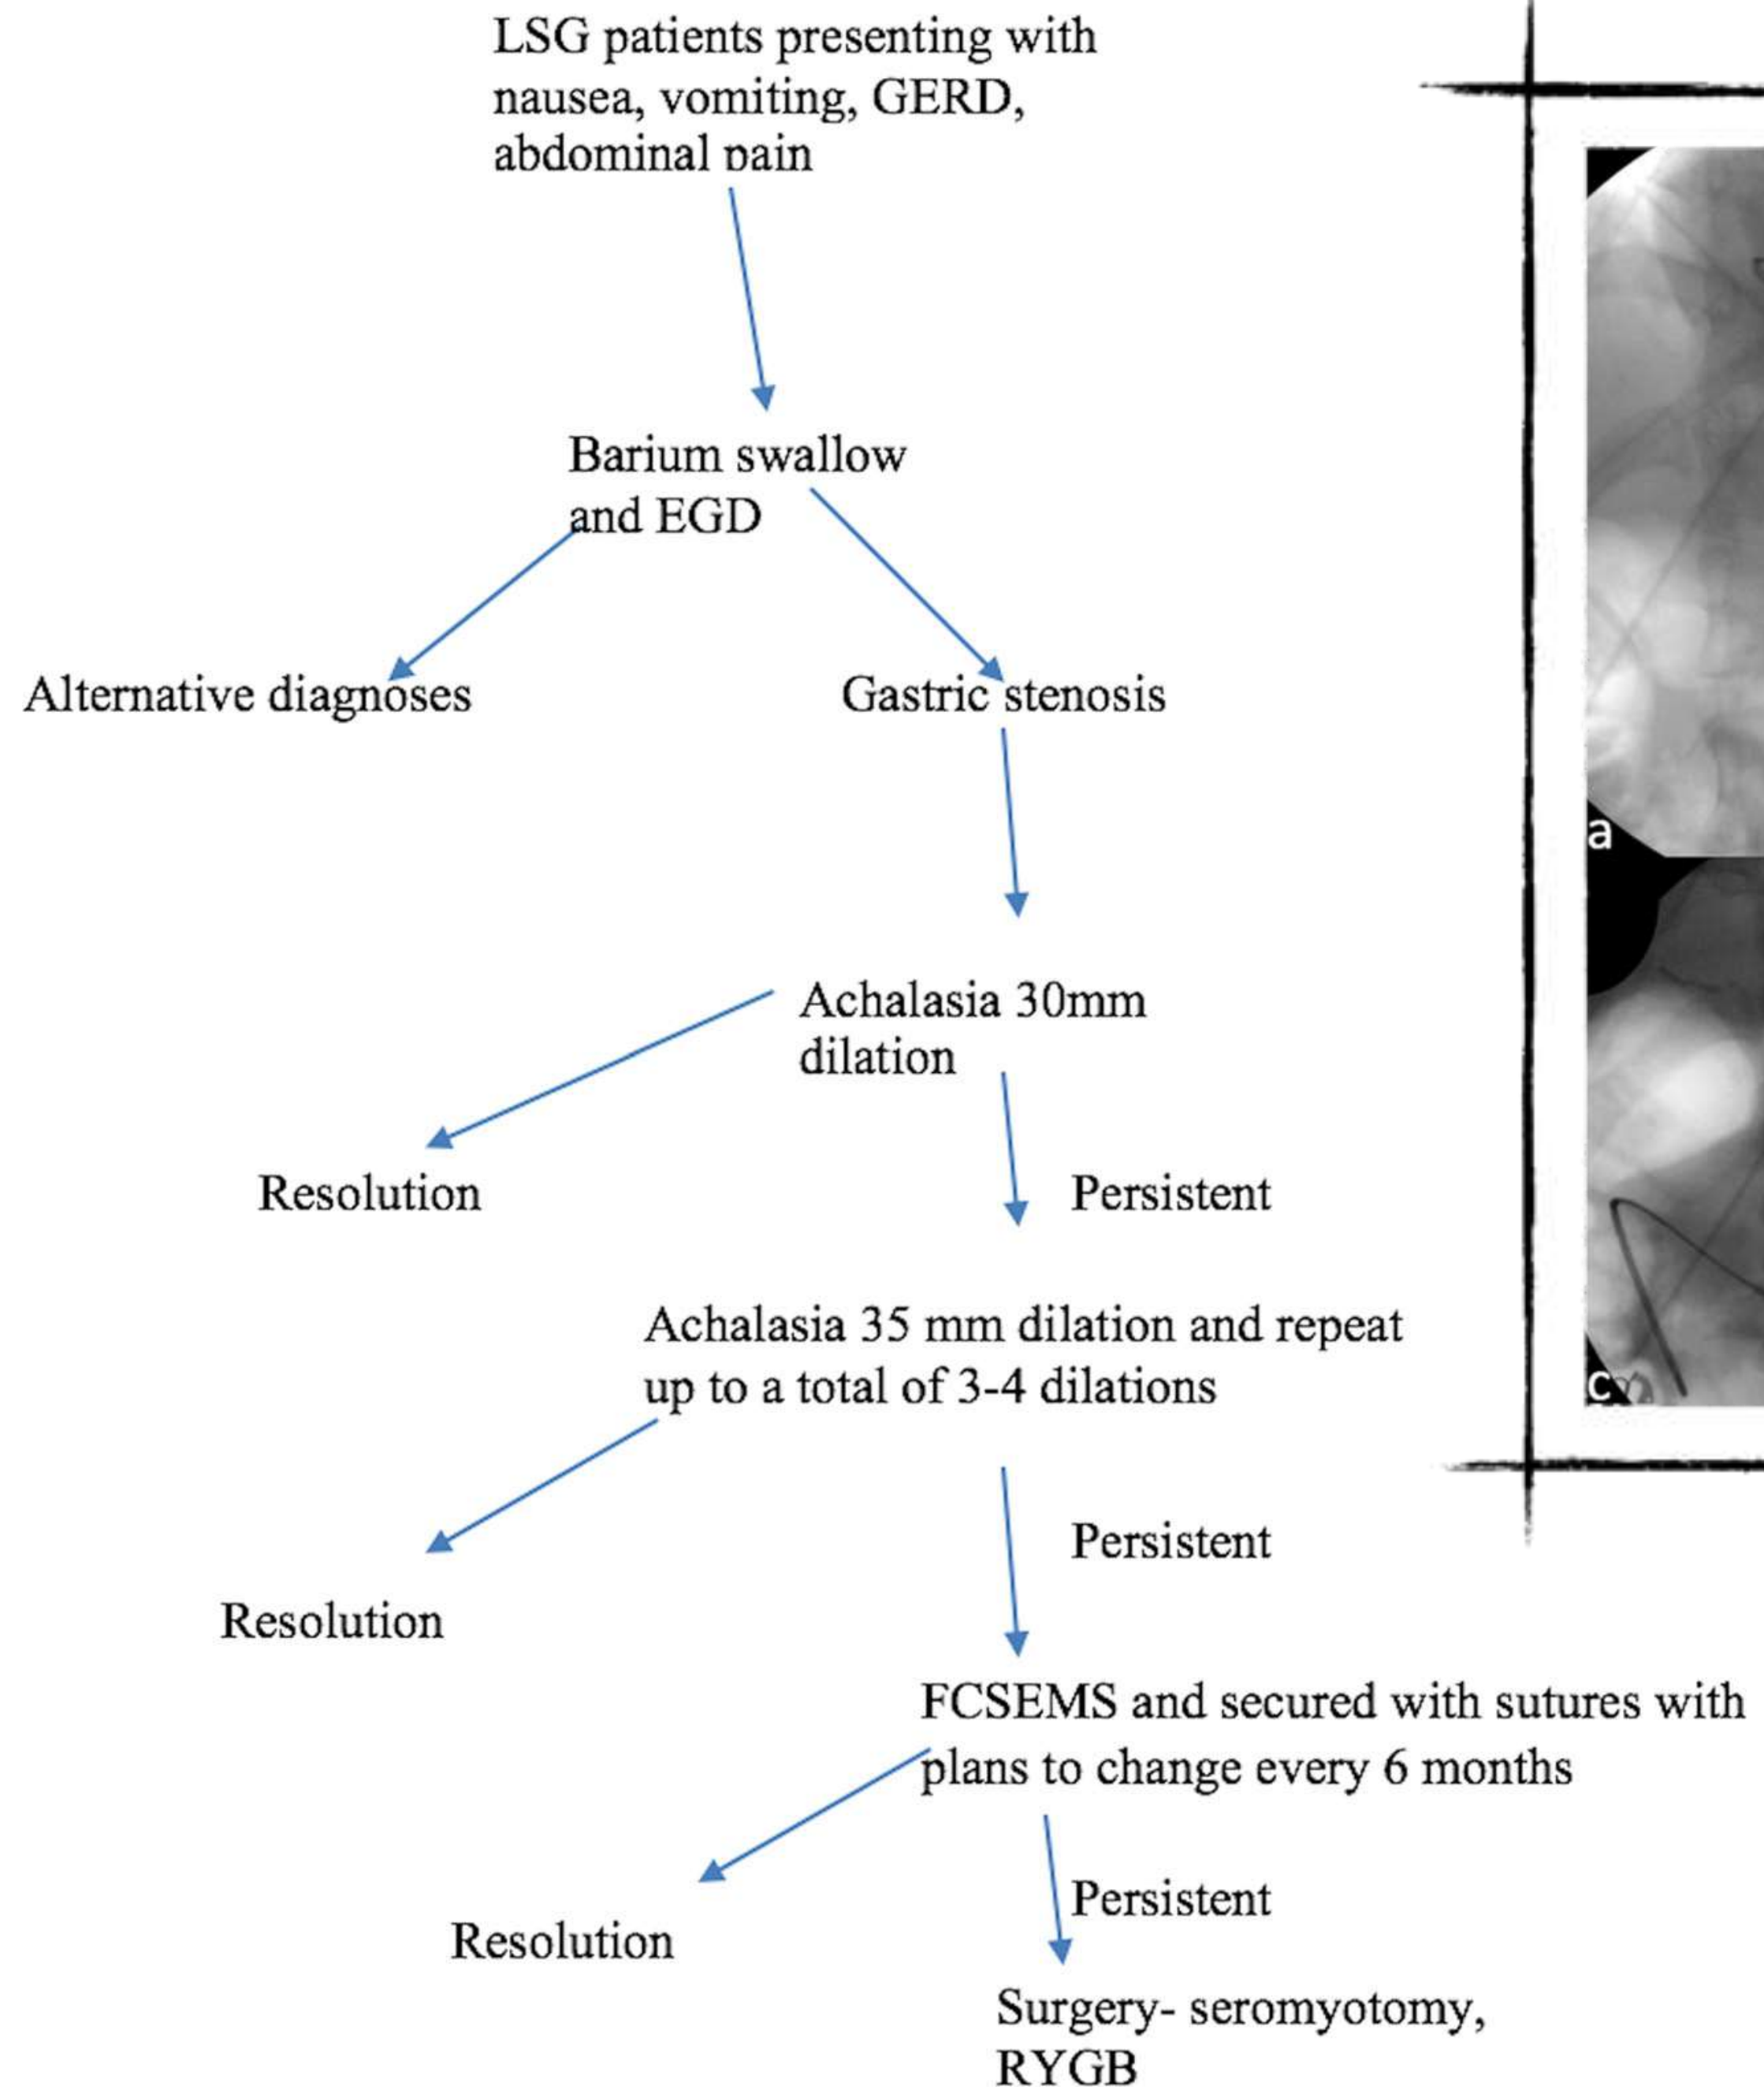 LSG patients presenting with
nausea, vomiting, GERD,
abdominal pain
Barium swallow
and EGD
Alternative diagnoses
Gastric stenosis
a
Achalasia 30mm
dilation
Resolution
Persistent
Achalasia 35 mm dilation and repeat
up to a total of 3-4 dilations
c
Persistent
Resolution
FCSEMS and secured with sutures with
plans to change every 6 months
Persistent
Resolution
Surgery- seromyotomy,
RYGB